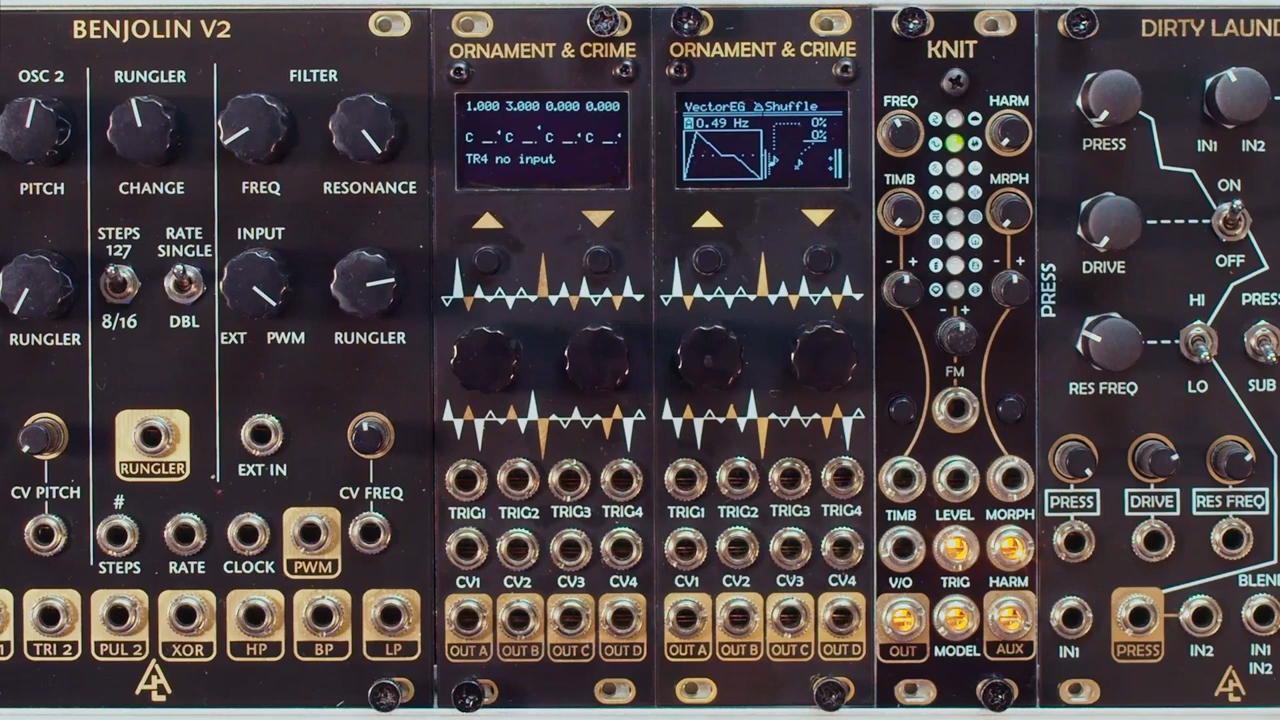 BENJOLIN V2
OSC 2
RUNGLER
FILTER
PITCH
CHANGE
FREQ
RESONANCE
STEPS
127
RATE
SINGLE
INPUT
8/16
DBL
RUNGLER
EXT
PWM
RUNGLER
RUNGLER
EXT IN
CV PITCH
CV FREQ
#
STEPS
RATE
CLOCK
PWM
1
TRI 2
PUL 2
XOR
HP
BP
LP
ORNAMENT & CRIME
1.000 3.000 0.000 0.000
C C C C
TR4 no input
TRIG1
TRIG2
TRIG3
TRIG4
CV1
CV2
CV3
CV4
OUT A
OUT B
OUT C
OUT D
ORNAMENT & CRIME
VectorEG Shuffle
A 0.49 Hz
0%
0%
TRIG1
TRIG2
TRIG3
TRIG4
CV1
CV2
CV3
CV4
OUT A
OUT B
OUT C
OUT D
KNIT
FREQ
HARM
TIMB
MRPH
- +
- +
- +
FM
TIMB
LEVEL
MORPH
V/O
TRIG
HARM
OUT
MODEL
AUX
DIRTY LAUN
PRESS
IN1
IN2
ON
DRIVE
OFF
PRESS
HI
PRES
RES FREQ
LO
SUB
PRESS
DRIVE
RES FREQ
BLEN
IN1
PRESS
IN2
IN1
IN2